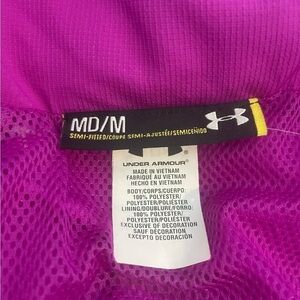 MD/M
SEMI-FITTED/COUPE SEMI-AJUSTÉE/SEMICEÑIDO
UNDER ARMOUR
MADE IN VIETNAM
FABRIQUÉ AU VIETNAM
HECHO EN VIETNAM
BODY/CORPS/CUERPO:
100% POLYESTER/
POLYESTER/POLIÉSTER
LINING/DOUBLURE/FORRO:
100% POLYESTER/
POLYESTER/POLIÉSTER
EXCLUSIVE OF DECORATION
SAUF DÉCORATION
EXCEPTO DECORACIÓN